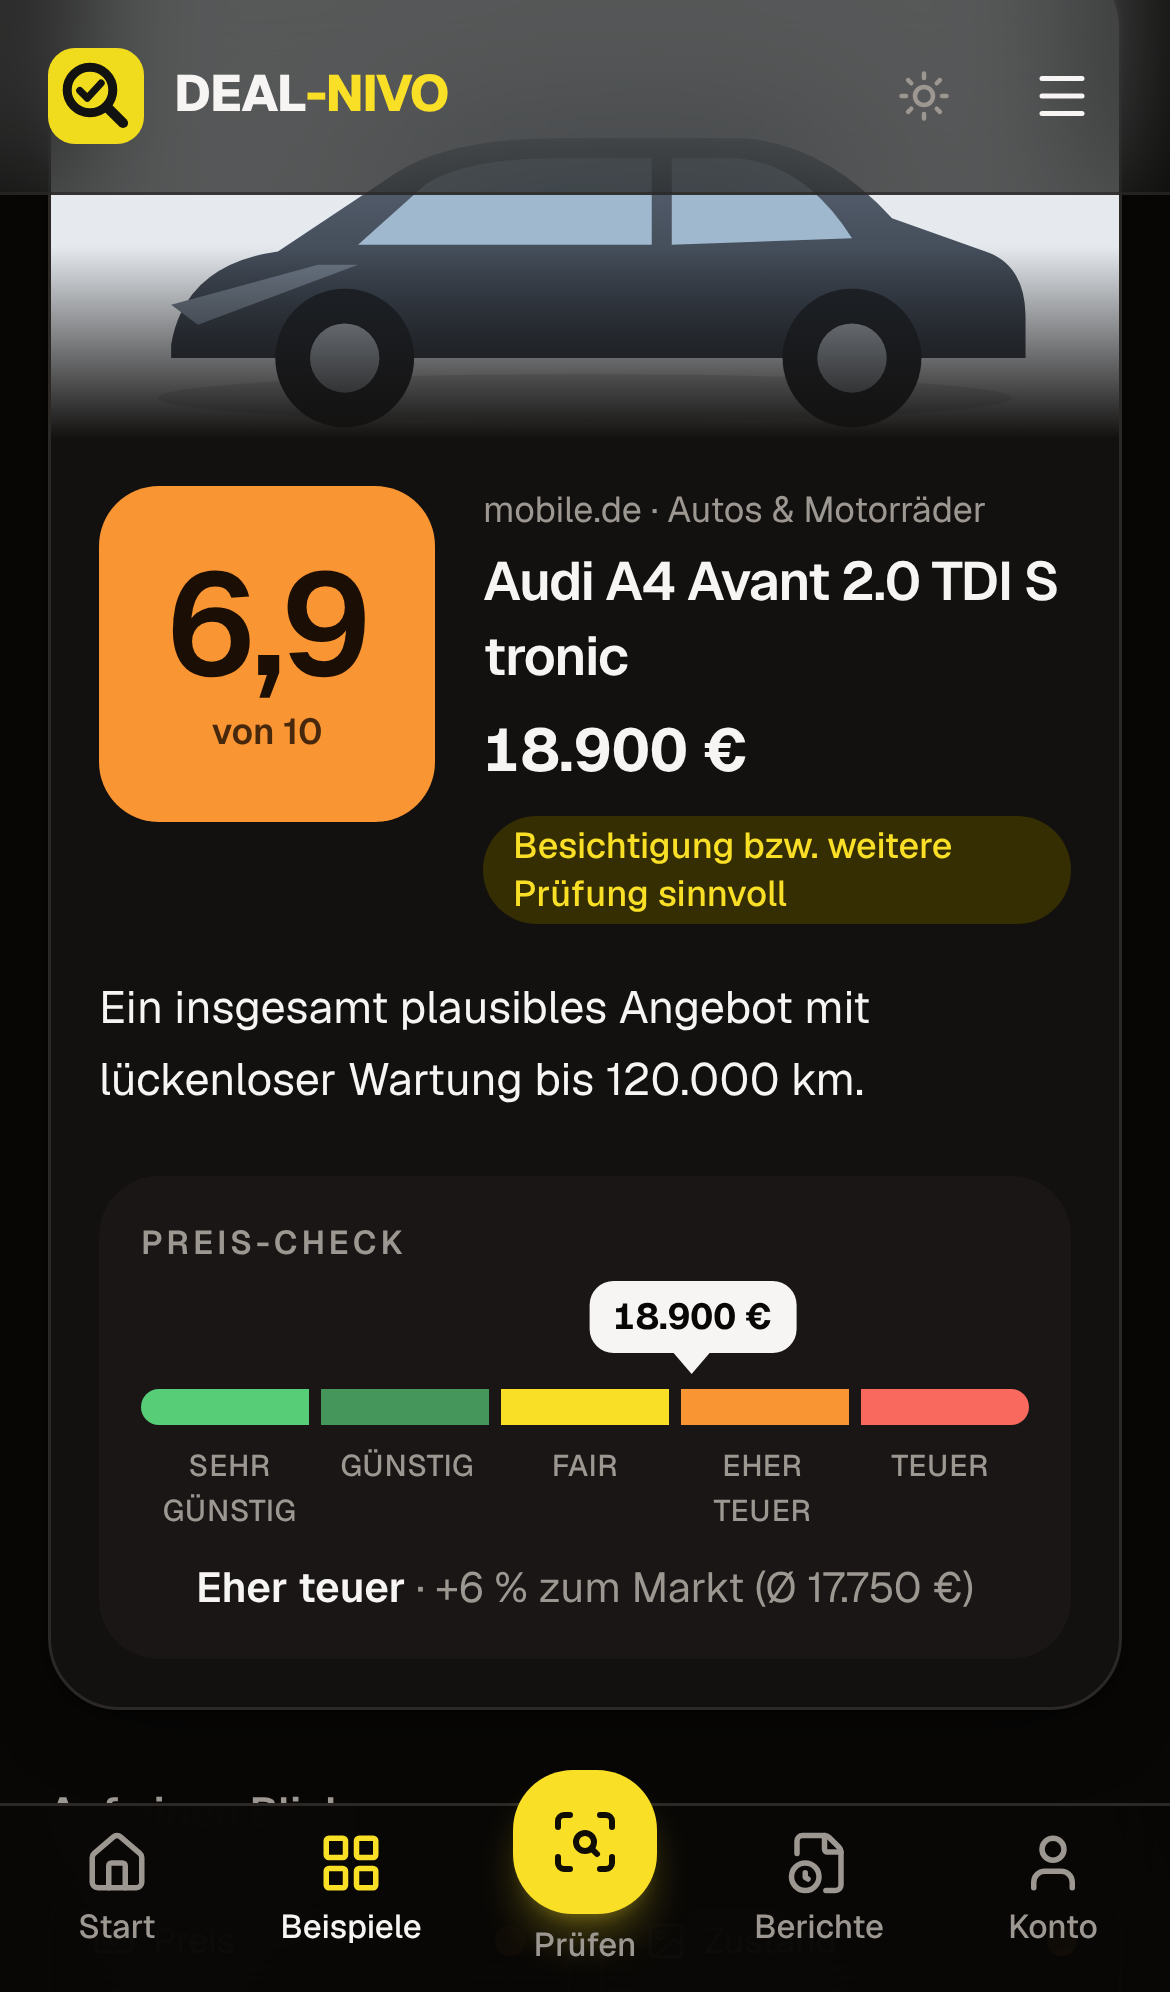 DEAL-NIVO
mobile.de · Autos & Motorräder
Audi A4 Avant 2.0 TDI S
tronic
18.900 €
6,9
von 10
Besichtigung bzw. weitere
Prüfung sinnvoll
Ein insgesamt plausibles Angebot mit
lückenloser Wartung bis 120.000 km.
PREIS-CHECK
18.900 €
SEHR
GÜNSTIG
GÜNSTIG
FAIR
EHER
TEUER
TEUER
Eher teuer · +6 % zum Markt (Ø 17.750 €)
Preis
Zustand
Start
Beispiele
Prüfen
Berichte
Konto